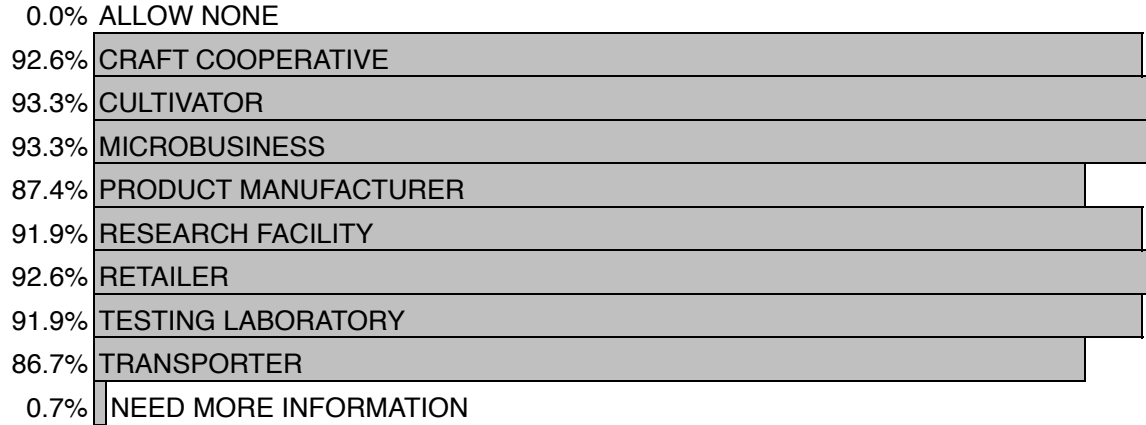 0.0% ALLOW NONE
92.6% CRAFT COOPERATIVE
93.3% CULTIVATOR
93.3% MICROBUSINESS
87.4% PRODUCT MANUFACTURER
91.9% RESEARCH FACILITY
92.6% RETAILER
91.9% TESTING LABORATORY
86.7% TRANSPORTER
0.7% NEED MORE INFORMATION